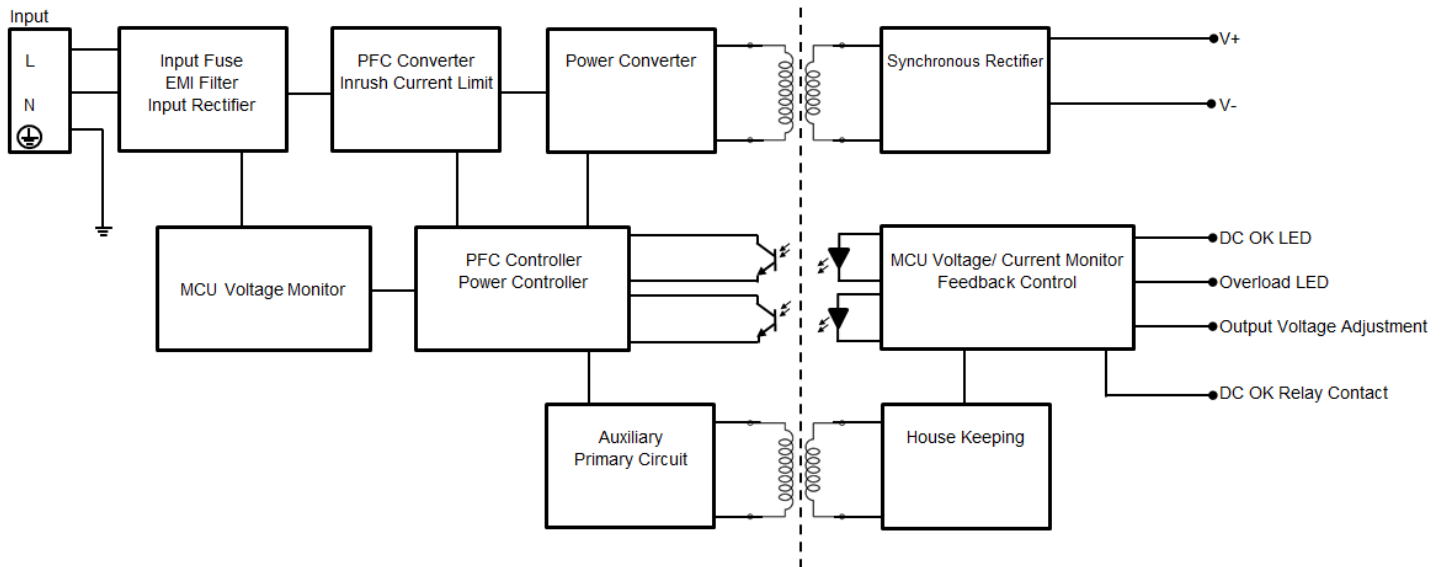 Input
L
N
Input Fuse
EMI Filter
Input Rectifier
PFC Converter
Inrush Current Limit
Power Converter
Synchronous Rectifier
V+
V-
MCU Voltage Monitor
PFC Controller
Power Controller
MCU Voltage/ Current Monitor
Feedback Control
DC OK LED
Overload LED
Output Voltage Adjustment
DC OK Relay Contact
Auxiliary
Primary Circuit
House Keeping